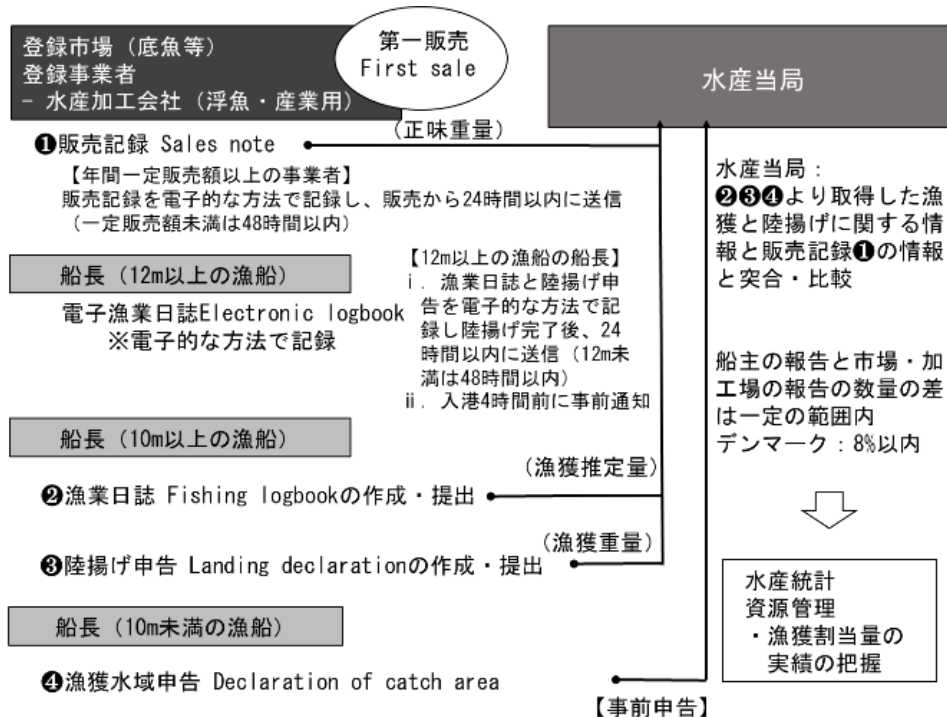 登録市場（底魚等）
登録事業者
- 水産加工会社（浮魚・産業用）
第一販売
First sale
水産当局
（正味重量）
❶販売記録 Sales note
【年間一定販売額以上の事業者】
販売記録を電子的な方法で記録し、販売から24時間以内に送信
（一定販売額未満は48時間以内）
船長（12m以上の漁船）
電子漁業日誌Electronic logbook
※電子的な方法で記録
【12m以上の漁船の船長】
ⅰ. 漁業日誌と陸揚げ申
告を電子的な方法で記
録し陸揚げ完了後、24
時間以内に送信（12m未
満は48時間以内）
ⅱ. 入港4時間前に事前通知
船長（10m以上の漁船）
（漁獲推定量）
❷漁業日誌 Fishing logbookの作成・提出
（漁獲重量）
❸陸揚げ申告 Landing declarationの作成・提出
船長（10m未満の漁船）
❹漁獲水域申告 Declaration of catch area
【事前申告】
水産当局：
❷❸❹より取得した漁
獲と陸揚げに関する情
報と販売記録❶の情報
と突合・比較
船主の報告と市場・加
工場の報告の数量の差
は一定の範囲内
デンマーク：8%以内
水産統計
資源管理
・漁獲割当量の
実績の把握